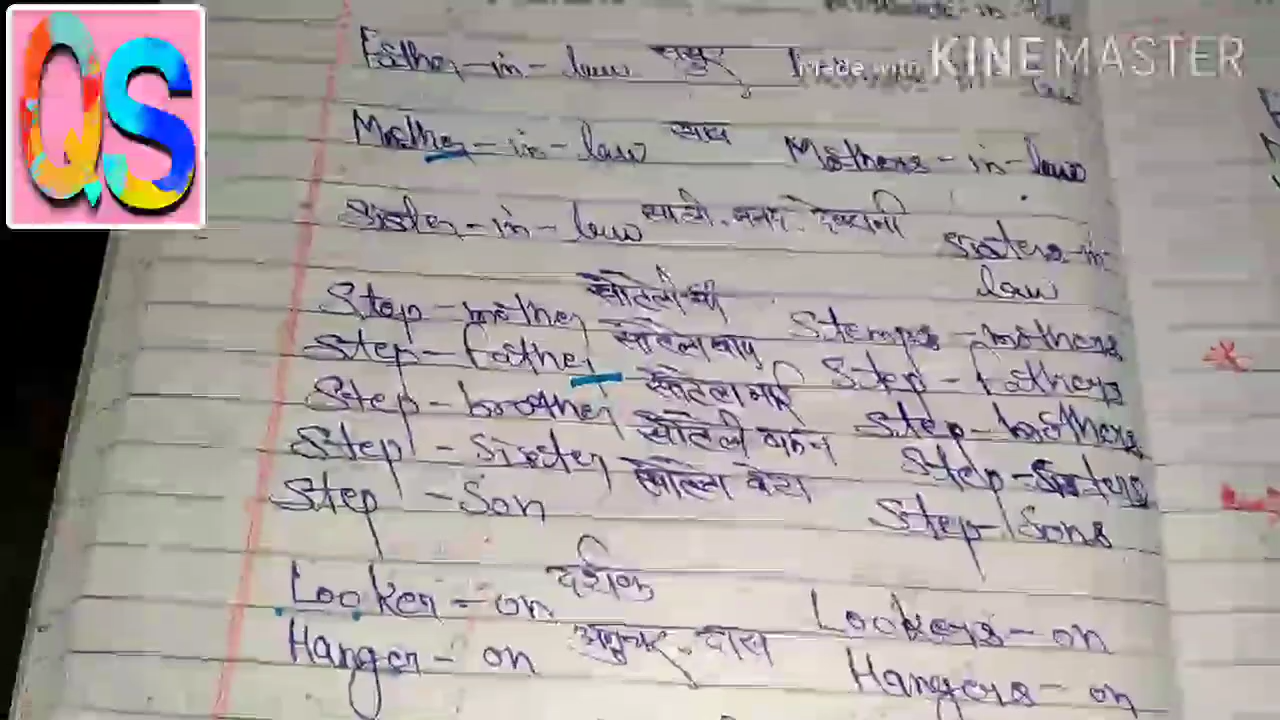 QS
Made with KINEMASTER
Father-in-law ससुर
law
Mother-in-law सास Mothers-in-law
Sister-in-law साली. ननद. देवरानी Sisters-in-
law
Step-mother सौतेली माँ Stemps-mothers
Step-father सौतेला बाप Step-fathers
Step-brother सौतेला भाई Step-brothers
Step-Sister सौतेली बहन Step-Sisters
Step-Son सौतेला बेटा Step-Sons
Looker-on दर्शक Lookers-on
Hanger-on अनुचर. दास Hangers-on